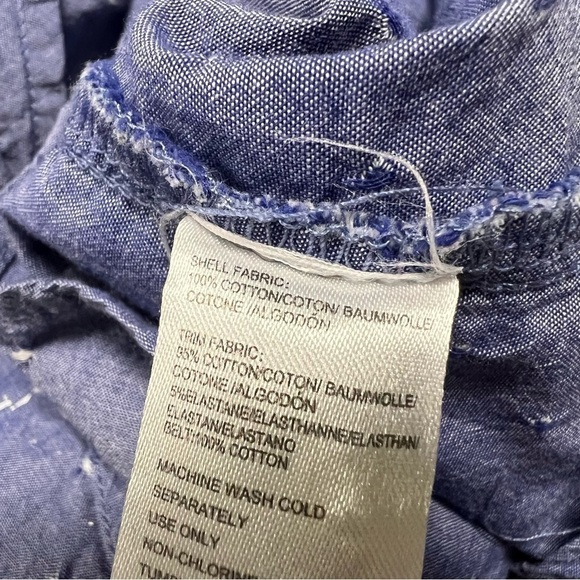 SHELL FABRIC:
100% COTTON/COTON/ BAUMWOLLE/
COTONE /ALGODÓN
TRIM FABRIC:
95% COTTON/COTON/ BAUMWOLLE/
COTONE /ALGODÓN
5%ELASTANE/ELASTHANNE/ELASTHAN/
ELASTAN/ELASTANO
BELT:100% COTTON
MACHINE WASH COLD
SEPARATELY
USE ONLY
NON-CHLORINE